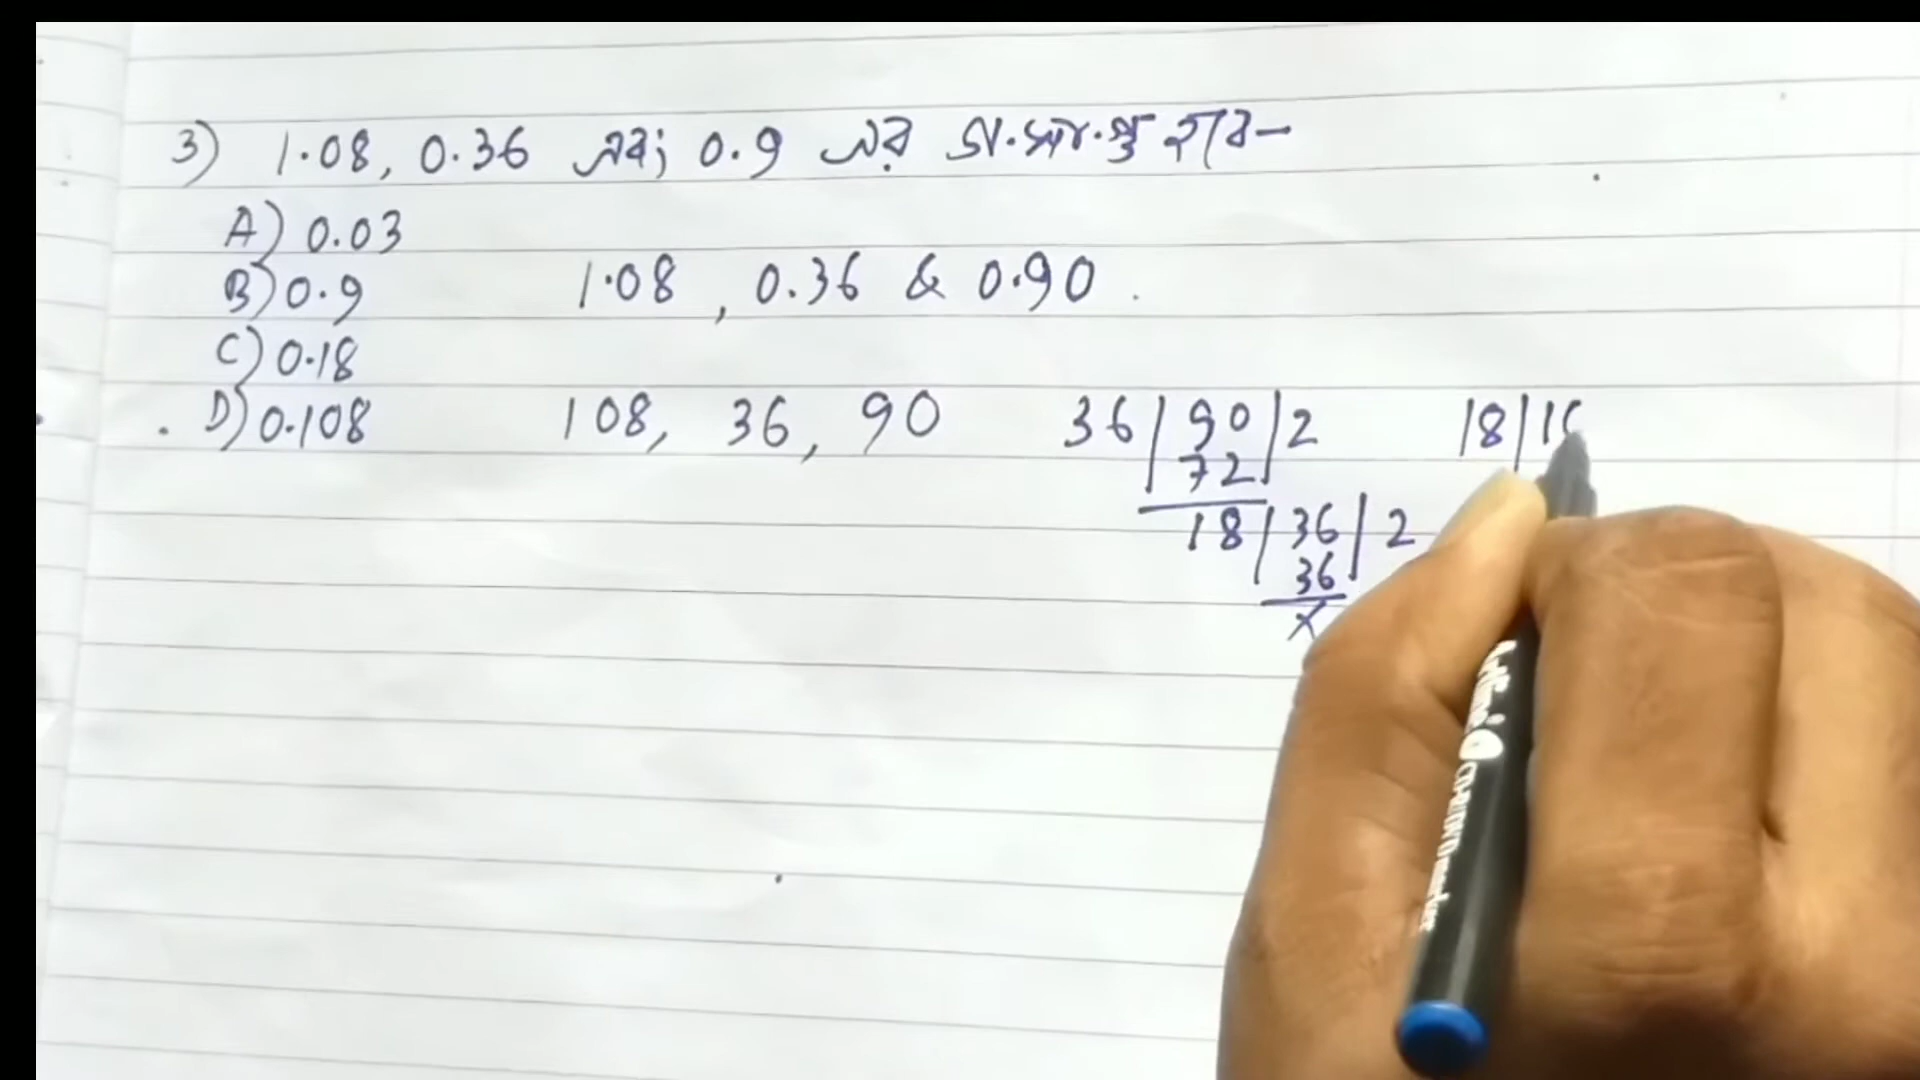 3) 1.08, 0.36 এবং 0.9 এর গ.সা.গু হবে-
A) 0.03
B) 0.9
1.08, 0.36 & 0.90.
C) 0.18
D) 0.108
108, 36, 90
36 | 90 | 2
72
18 | 36 | 2
36
×
18 | 10